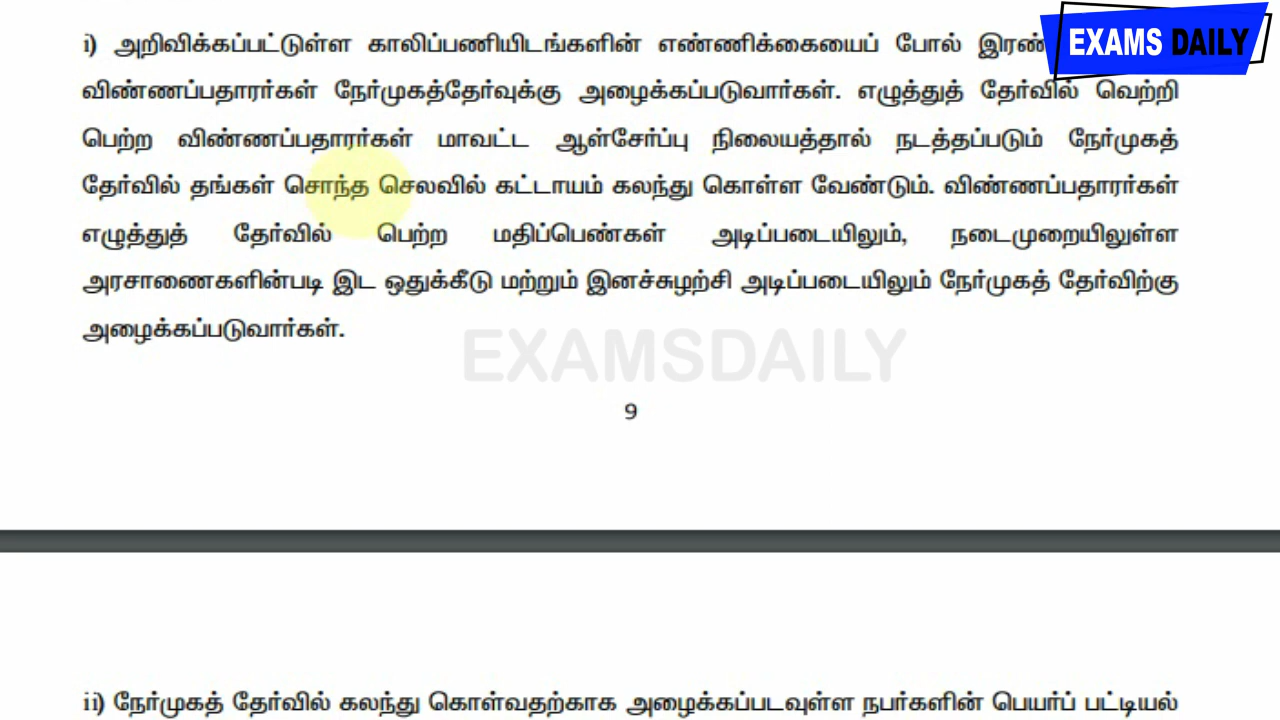 EXAMS DAILY
i) அறிவிக்கப்பட்டுள்ள காலிப்பணியிடங்களின் எண்ணிக்கையைப் போல்
விண்ணப்பதாரர்கள் நேர்முகத்தேர்வுக்கு அழைக்கப்படுவார்கள். எழுத்துத் தேர்வில் வெற்றி
பெற்ற விண்ணப்பதாரர்கள் மாவட்ட ஆள்சேர்ப்பு நிலையத்தால் நடத்தப்படும் நேர்முகத்
தேர்வில் தங்கள் சொந்த செலவில் கட்டாயம் கலந்து கொள்ள வேண்டும். விண்ணப்பதாரர்கள்
எழுத்துத் தேர்வில் பெற்ற மதிப்பெண்கள் அடிப்படையிலும், நடைமுறையிலுள்ள
அரசாணைகளின்படி இட ஒதுக்கீடு மற்றும் இனச்சுழற்சி அடிப்படையிலும் நேர்முகத் தேர்விற்கு
அழைக்கப்படுவார்கள்.
EXAMSDAILY
9
ii) நேர்முகத் தேர்வில் கலந்து கொள்வதற்காக அழைக்கப்படவுள்ள நபர்களின் பெயர்ப் பட்டியல்